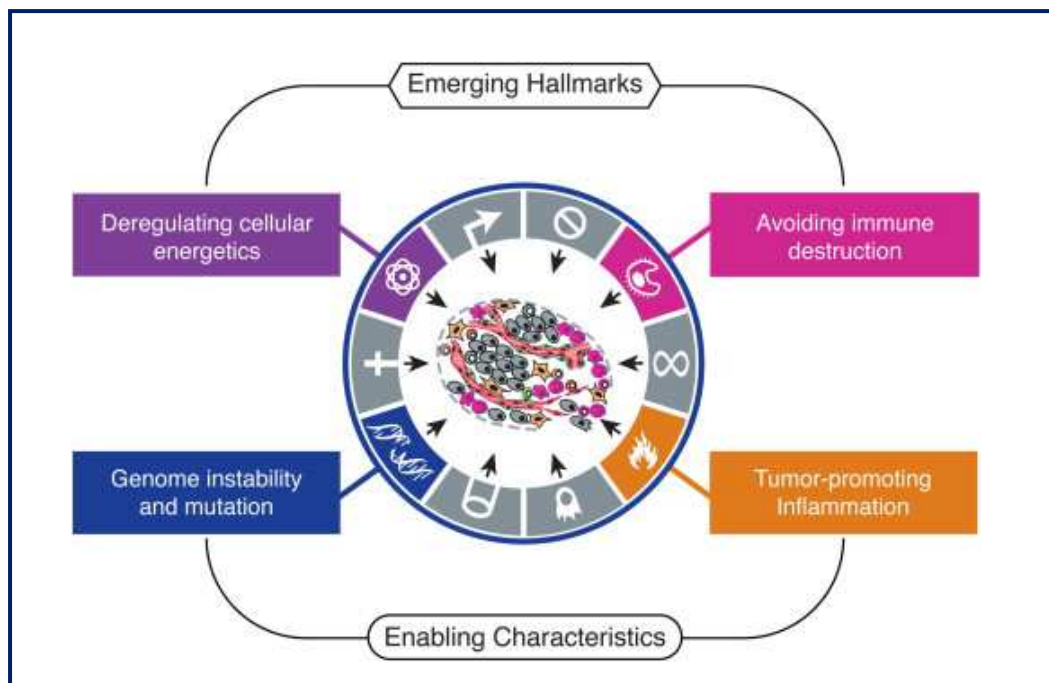 Emerging Hallmarks
Deregulating cellular
energetics
Avoiding immune
destruction
Genome instability
and mutation
Tumor-promoting
Inflammation
Enabling Characteristics